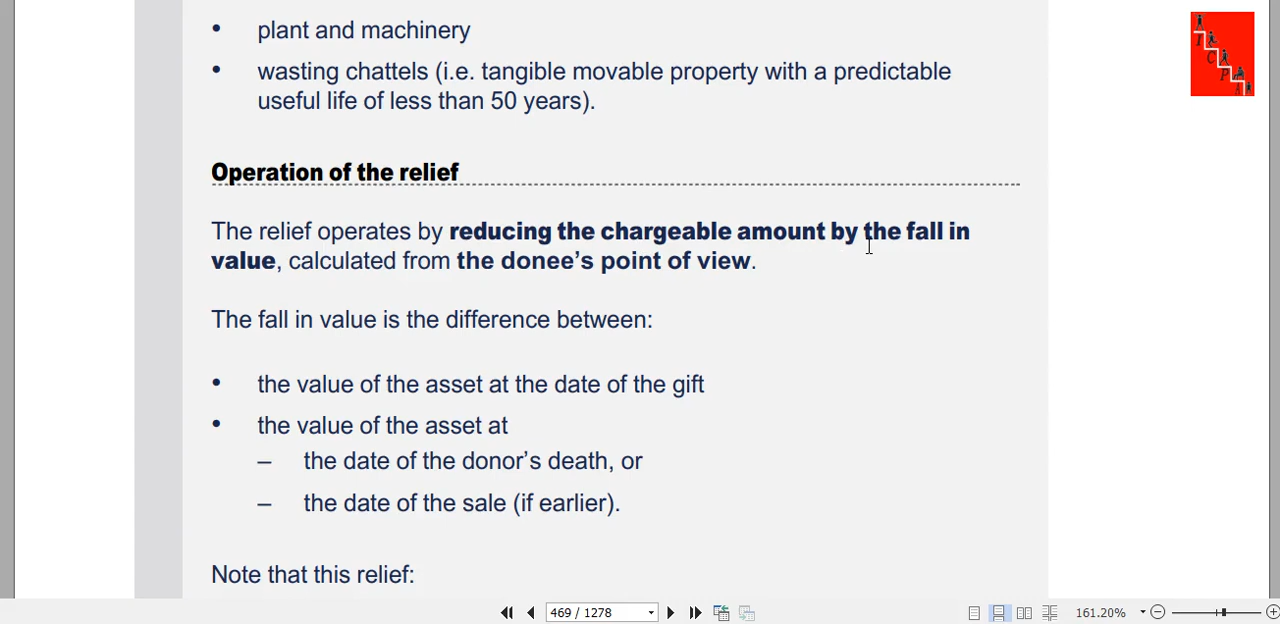 • plant and machinery
• wasting chattels (i.e. tangible movable property with a predictable
useful life of less than 50 years).
Operation of the relief
The relief operates by reducing the chargeable amount by the fall in
value, calculated from the donee’s point of view.
The fall in value is the difference between:
• the value of the asset at the date of the gift
• the value of the asset at
– the date of the donor’s death, or
– the date of the sale (if earlier).
Note that this relief:
I
C
P
A
469 / 1278
161.20%